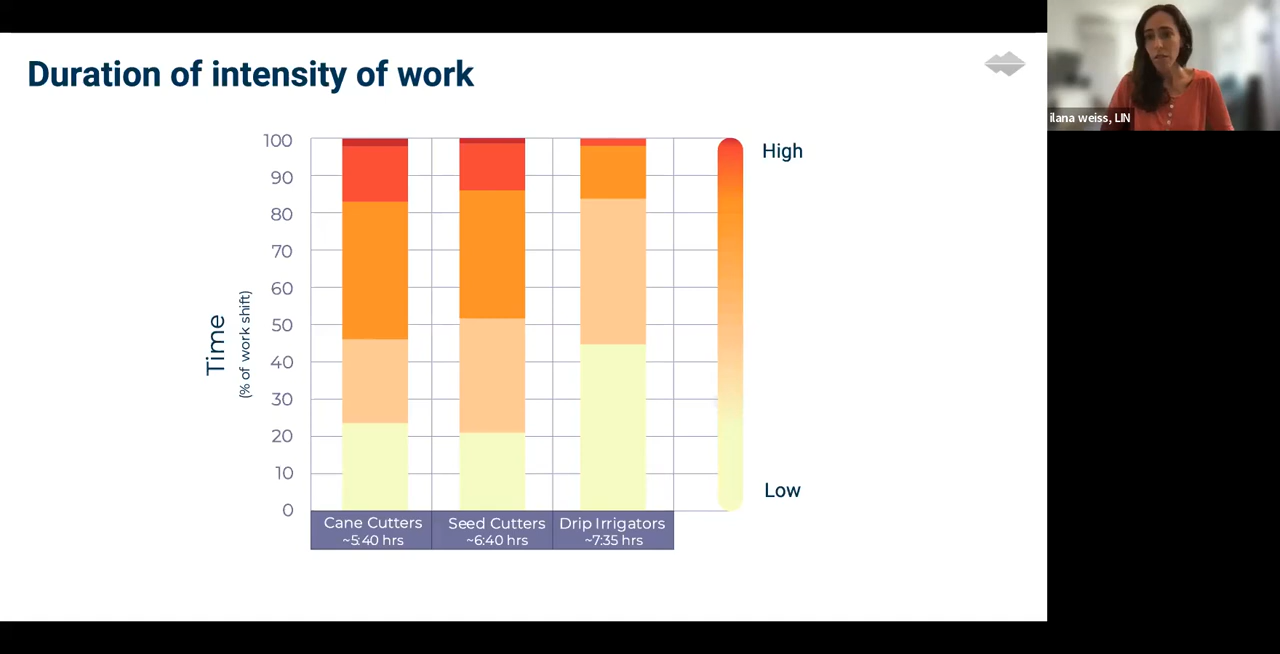 Duration of intensity of work
ilana weiss, LIN
100
90
80
70
60
50
40
30
20
10
0
Time
(% of work shift)
High
Low
Cane Cutters
~5:40 hrs
Seed Cutters
~6:40 hrs
Drip Irrigators
~7:35 hrs